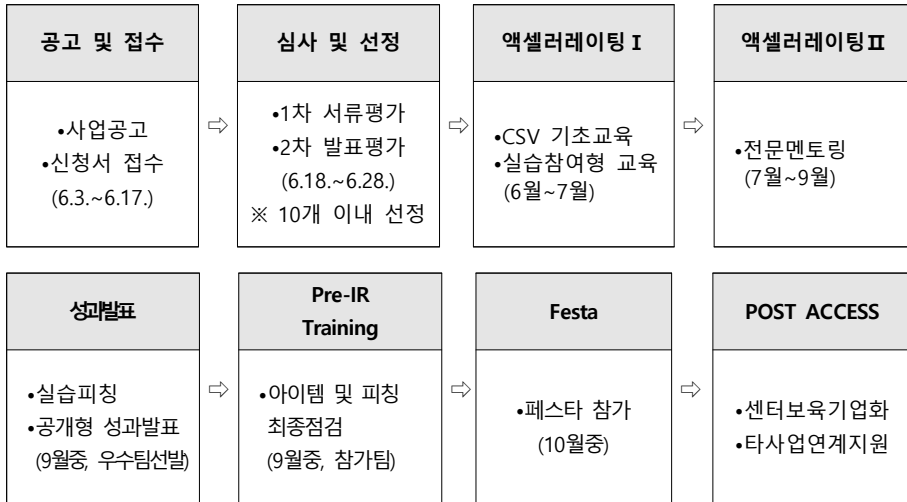 공고 및 접수
•사업공고
•신청서 접수
(6.3.~6.17.)
⇨
심사 및 선정
•1차 서류평가
•2차 발표평가
(6.18.~6.28.)
※ 10개 이내 선정
⇨
액셀러레이팅 I
•CSV 기초교육
•실습참여형 교육
(6월~7월)
⇨
액셀러레이팅 II
•전문멘토링
(7월~9월)
성과발표
•실습피칭
•공개형 성과발표
(9월중, 우수팀선발)
⇨
Pre-IR
Training
•아이템 및 피칭
최종점검
(9월중, 참가팀)
⇨
Festa
•페스타 참가
(10월중)
⇨
POST ACCESS
•센터보육기업화
•타사업연계지원